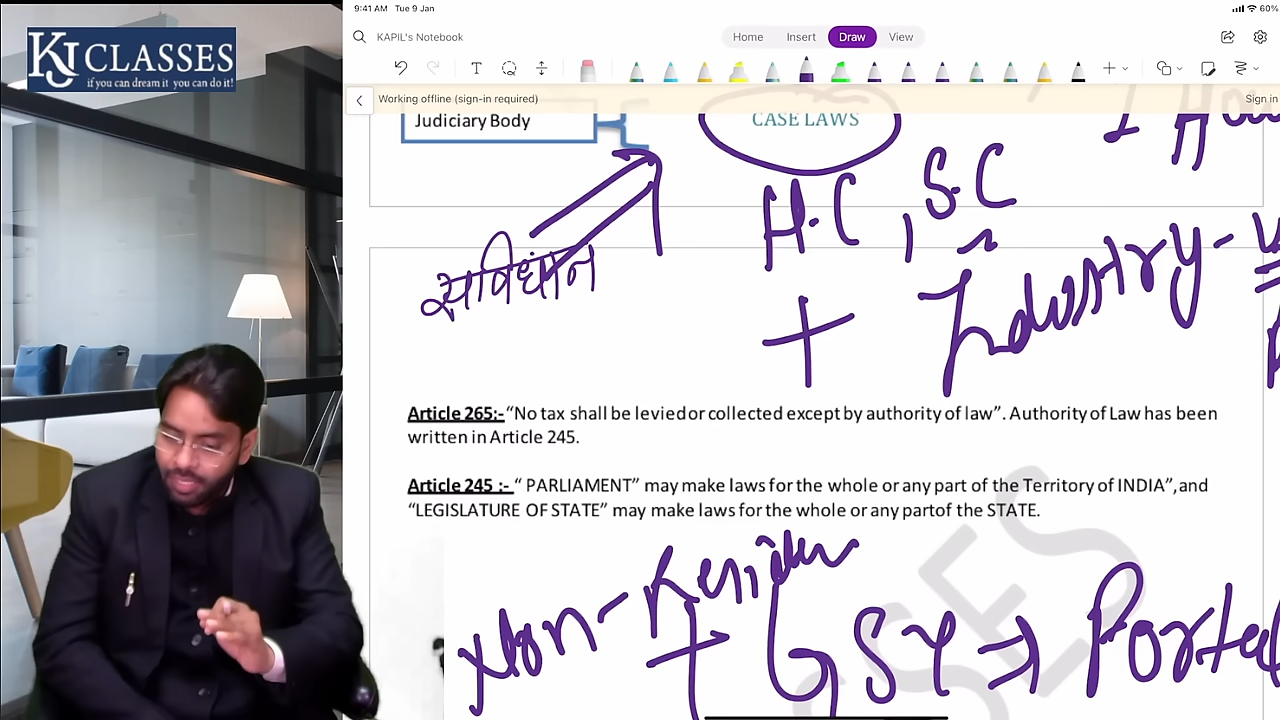 KJ CLASSES
if you can dream it you can do it!
9:41 AM Tue 9 Jan
60%
KAPIL's Notebook
Home Insert Draw View
Working offline (sign-in required)
Sign in
Judiciary Body
CASE LAWS
H.C , S.C
सविधान
+ Industry -
Article 265:- “No tax shall be levied or collected except by authority of law”. Authority of Law has been
written in Article 245.
Article 245 :- “ PARLIAMENT” may make laws for the whole or any part of the Territory of INDIA”, and
“LEGISLATURE OF STATE” may make laws for the whole or any partof the STATE.
Non-Residen
+ GST → Portal